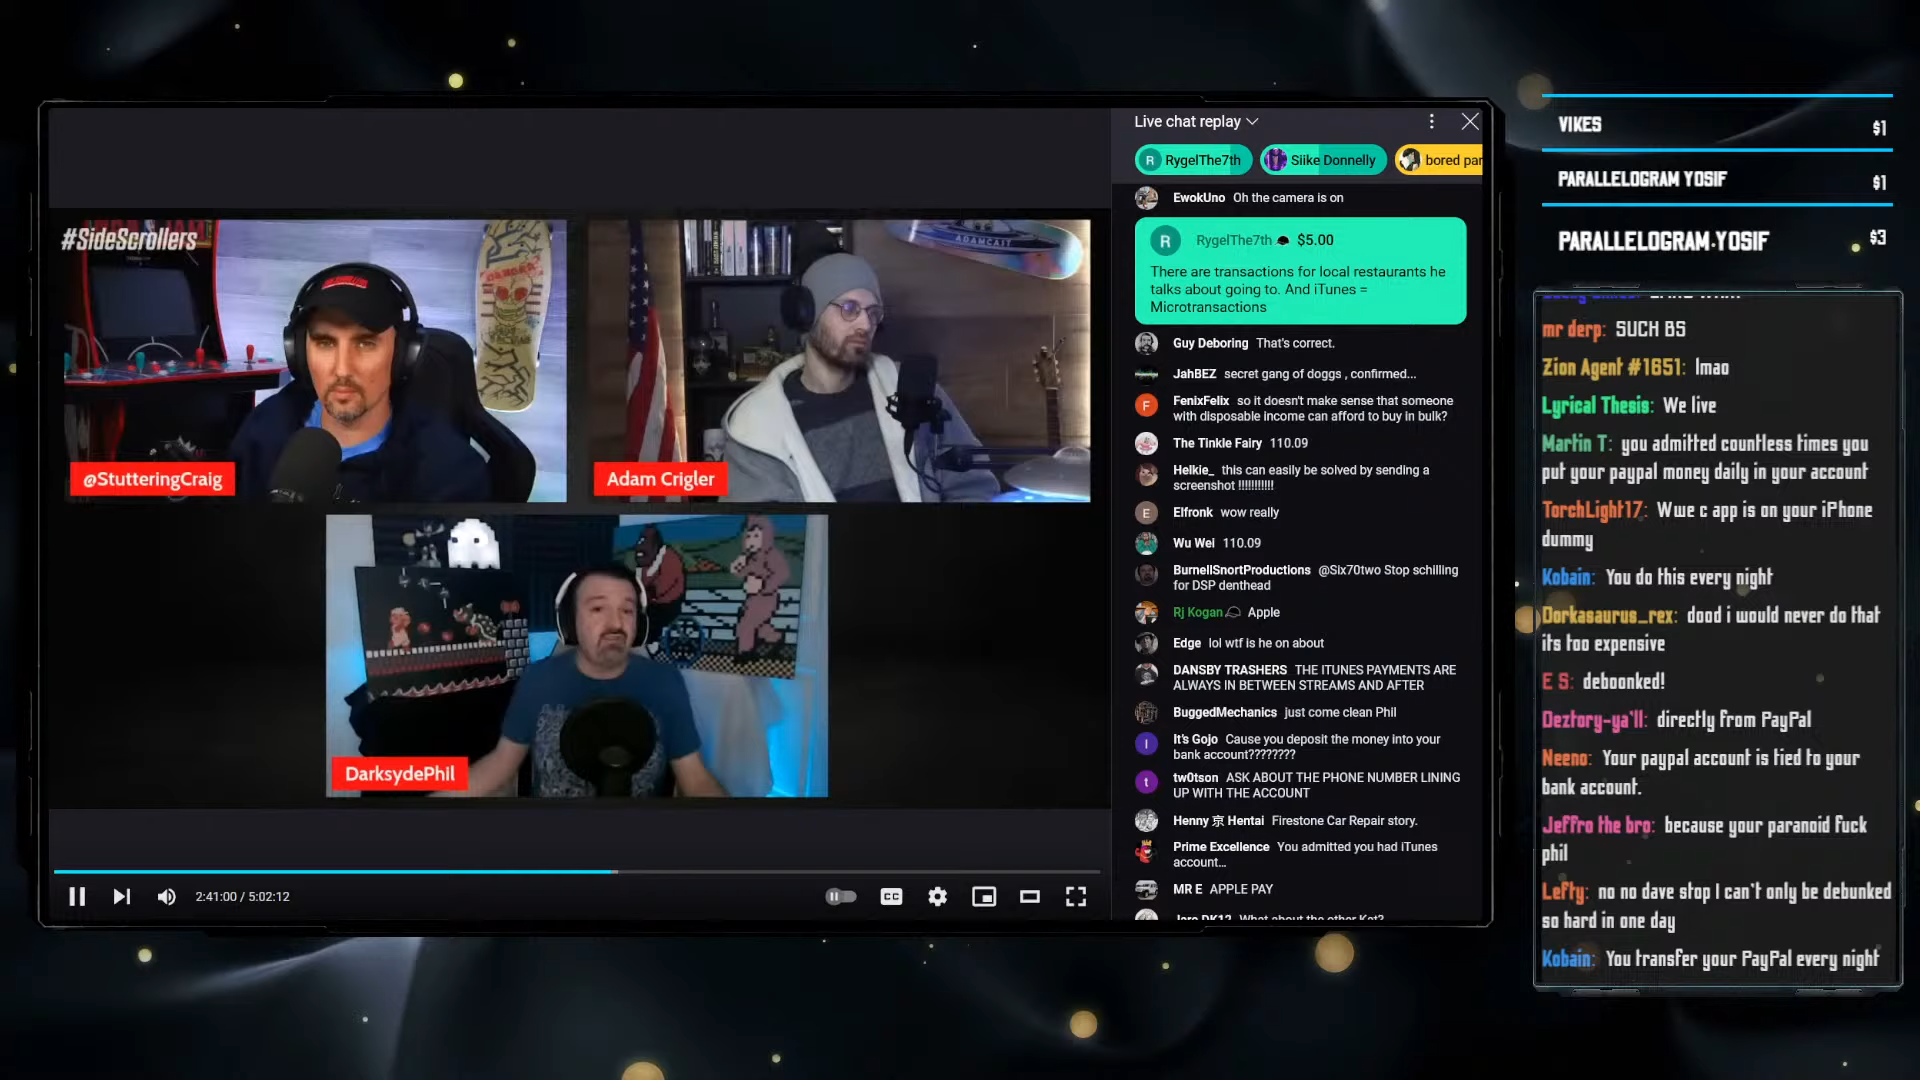 #SideScrollers
@StutteringCraig
ADAMCAIT
Adam Crigler
DarksydePhil
2:41:00 / 5:02:12
CC
Live chat replay
R RygelThe7th
Siike Donnelly
bored par
EwokUno Oh the camera is on
R RygelThe7th $5.00
There are transactions for local restaurants he
talks about going to. And iTunes =
Microtransactions
Guy Deboring That's correct.
JahBEZ secret gang of doggs , confirmed...
F FenixFelix so it doesn't make sense that someone
with disposable income can afford to buy in bulk?
The Tinkle Fairy 110.09
Helkie_ this can easily be solved by sending a
screenshot !!!!!!!!!!!
E Elfronk wow really
Wu Wei 110.09
BurnellSnortProductions @Six70two Stop schilling
for DSP denthead
Rj Kogan Apple
Edge lol wtf is he on about
DANSBY TRASHERS THE ITUNES PAYMENTS ARE
ALWAYS IN BETWEEN STREAMS AND AFTER
BuggedMechanics just come clean Phil
I It's Gojo Cause you deposit the money into your
bank account????????
t tw0tson ASK ABOUT THE PHONE NUMBER LINING
UP WITH THE ACCOUNT
Henny 京 Hentai Firestone Car Repair story.
Prime Excellence You admitted you had iTunes
account...
MR E APPLE PAY
Jaro DK12 What about the other Kat?
VIKES $1
PARALLELOGRAM YOSIF $1
PARALLELOGRAM YOSIF $3
mr derp: SUCH BS
Zion Agent #1651: lmao
Lyrical Thesis: We live
Martin T: you admitted countless times you
put your paypal money daily in your account
TorchLight17: Wwe c app is on your iPhone
dummy
Kobain: You do this every night
Dorkasaurus_rex: dood i would never do that
its too expensive
E S: deboonked!
Deztory-ya'll: directly from PayPal
Neeno: Your paypal account is tied to your
bank account.
Jeffro the bro: because your paranoid fuck
phil
Lefty: no no dave stop I can't only be debunked
so hard in one day
Kobain: You transfer your PayPal every night